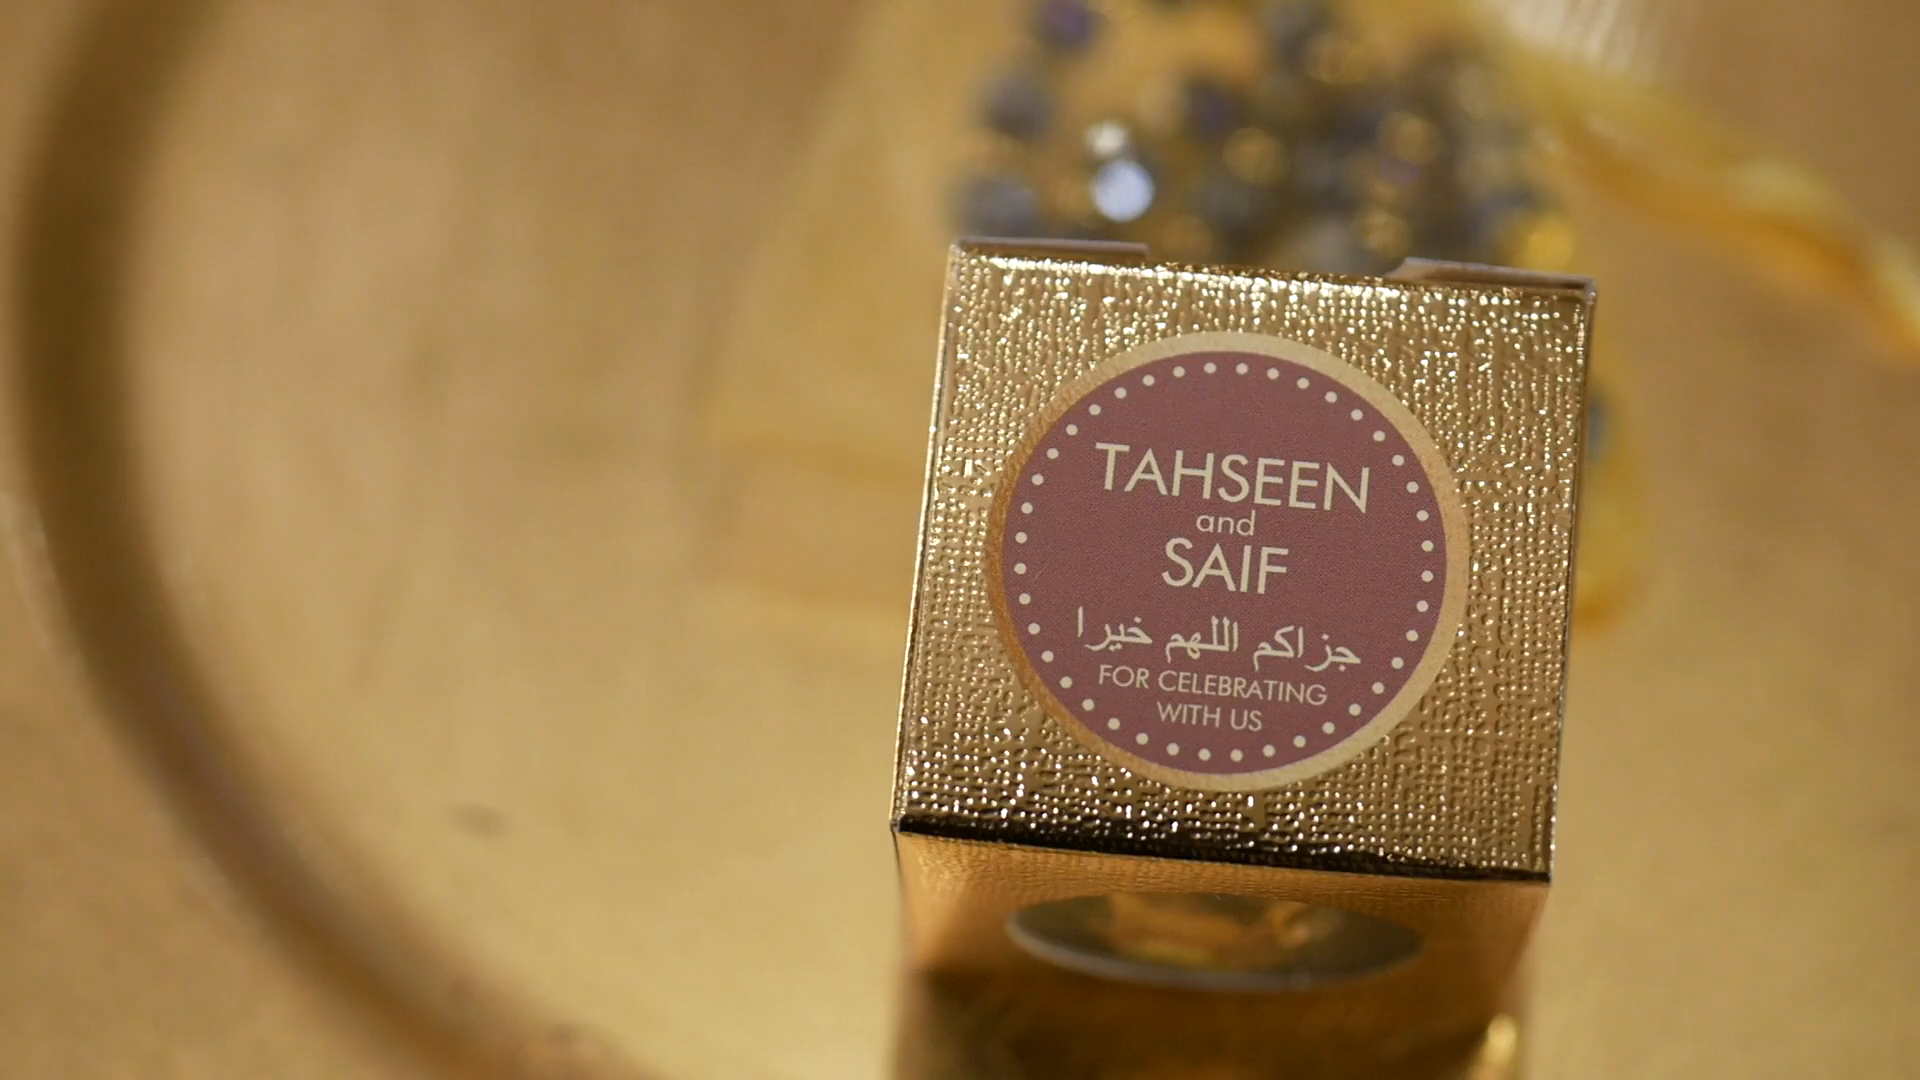 TAHSEEN
and
SAIF
جزاكم اللهم خيرا
FOR CELEBRATING
WITH US